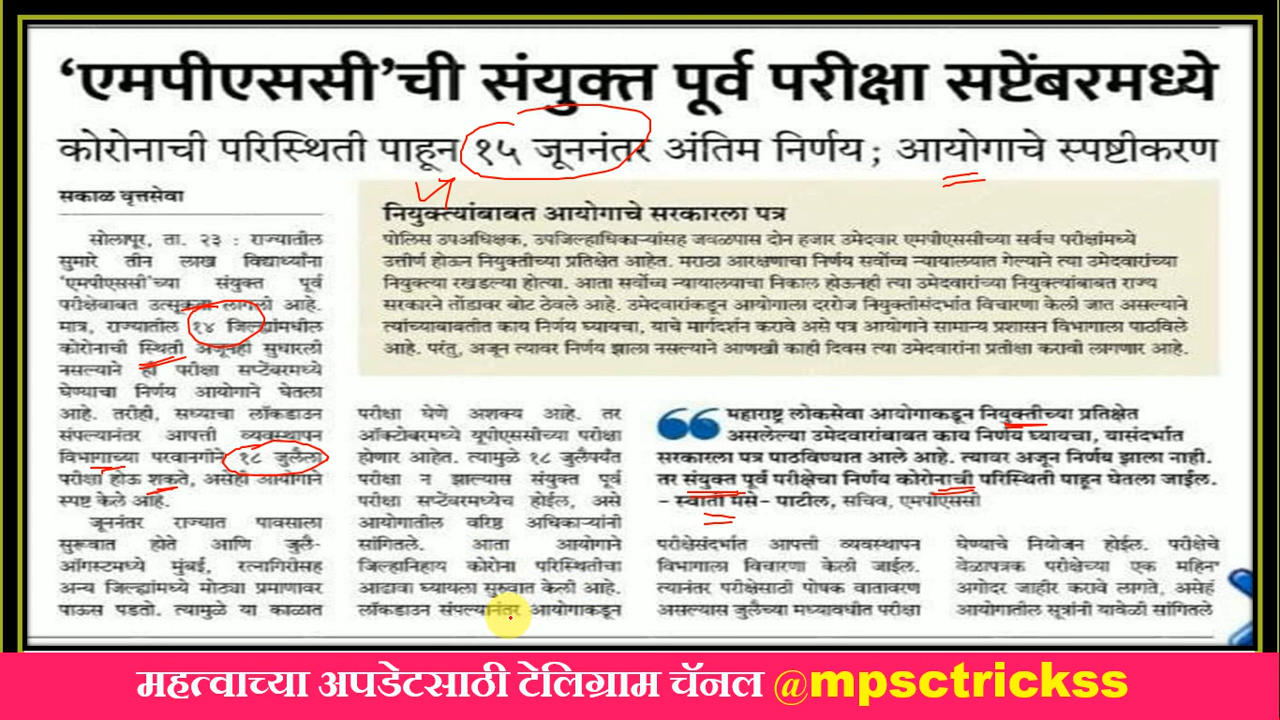 ‘एमपीएससी’ची संयुक्त पूर्व परीक्षा सप्टेंबरमध्ये
कोरोनाची परिस्थिती पाहून १५ जूननंतर अंतिम निर्णय; आयोगाचे स्पष्टीकरण
सकाळ वृत्तसेवा
सोलापूर, ता. २३ : राज्यातील
सुमारे तीन लाख विद्यार्थ्यांना
‘एमपीएससी’च्या संयुक्त पूर्व
परीक्षेबाबत उत्सूकता लागली आहे.
मात्र, राज्यातील १४ जिल्ह्यांमधील
कोरोनाची स्थिती अजूनही सुधारली
नसल्याने ही परीक्षा सप्टेंबरमध्ये
घेण्याचा निर्णय आयोगाने घेतला
आहे. तरीही, सध्याचा लॉकडाउन
संपल्यानंतर आपत्ती व्यवस्थापन
विभागाच्या परवानगीने १८ जुलैला
परीक्षा होऊ शकते, असेही आयोगाने
स्पष्ट केले आहे.
जूननंतर राज्यात पावसाला
सुरूवात होते आणि जुलै-
ऑगस्टमध्ये मुंबई, रत्नागिरीसह
अन्य जिल्ह्यांमध्ये मोठ्या प्रमाणावर
पाऊस पडतो. त्यामुळे या काळात
नियुक्त्यांबाबत आयोगाचे सरकारला पत्र
पोलिस उपअधिक्षक, उपजिल्हाधिकाऱ्यांसह जवळपास दोन हजार उमेदवार एमपीएससीच्या सर्वच परीक्षांमध्ये
उत्तीर्ण होऊन नियुक्तीच्या प्रतिक्षेत आहेत. मराठा आरक्षणाचा निर्णय सर्वोच्च न्यायालयात गेल्याने त्या उमेदवारांच्या
नियुक्त्या रखडल्या होत्या. आता सर्वोच्च न्यायालयाचा निकाल होऊनही त्या उमेदवारांच्या नियुक्त्यांबाबत राज्य
सरकारने तोंडावर बोट ठेवले आहे. उमेदवारांकडून आयोगाला दररोज नियुक्तीसंदर्भात विचारणा केली जात असल्याने
त्यांच्याबाबतीत काय निर्णय घ्यायचा, याचे मार्गदर्शन करावे असे पत्र आयोगाने सामान्य प्रशासन विभागाला पाठविले
आहे. परंतु, अजून त्यावर निर्णय झाला नसल्याने आणखी काही दिवस त्या उमेदवारांना प्रतीक्षा करावी लागणार आहे.
परीक्षा घेणे अशक्य आहे. तर
ऑक्टोबरमध्ये यूपीएससीच्या परीक्षा
होणार आहेत. त्यामुळे १८ जुलैपर्यंत
परीक्षा न झाल्यास संयुक्त पूर्व
परीक्षा सप्टेंबरमध्येच होईल, असे
आयोगातील वरिष्ठ अधिकाऱ्यांनी
सांगितले. आता आयोगाने
जिल्हानिहाय कोरोना परिस्थितीचा
आढावा घ्यायला सुरुवात केली आहे.
लॉकडाउन संपल्यानंतर आयोगाकडून
महाराष्ट्र लोकसेवा आयोगाकडून नियुक्तीच्या प्रतिक्षेत
असलेल्या उमेदवारांबाबत काय निर्णय घ्यायचा, यासंदर्भात
सरकारला पत्र पाठविण्यात आले आहे. त्यावर अजून निर्णय झाला नाही.
तर संयुक्त पूर्व परीक्षेचा निर्णय कोरोनाची परिस्थिती पाहून घेतला जाईल.
- स्वाती मसे- पाटील, सचिव, एमपीएससी
परीक्षेसंदर्भात आपत्ती व्यवस्थापन
विभागाला विचारणा केली जाईल.
त्यानंतर परीक्षेसाठी पोषक वातावरण
असल्यास जुलैच्या मध्यावधीत परीक्षा
घेण्याचे नियोजन होईल. परीक्षेचे
वेळापत्रक परीक्षेच्या एक महिन
अगोदर जाहीर करावे लागते, असेह
आयोगातील सूत्रांनी यावेळी सांगितले
महत्वाच्या अपडेटसाठी टेलिग्राम चॅनल @mpsctrickss